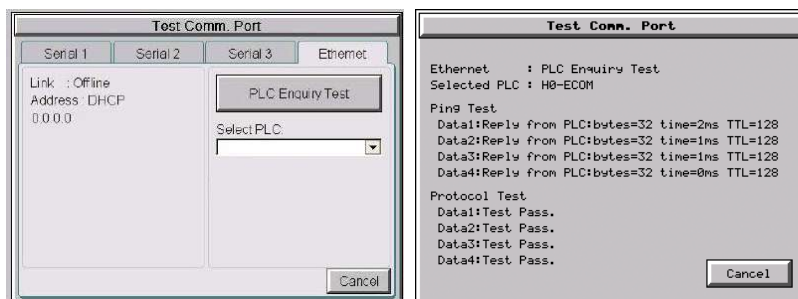 Test Comm. Port
Serial 1 Serial 2 Serial 3 Ethernet
Link : Offline
Address : DHCP
0.0.0.0
PLC Enquiry Test
Select PLC:
Cancel
Test Comm. Port
Ethernet : PLC Enquiry Test
Selected PLC : H0-ECOM
Ping Test
Data1:Reply from PLC:bytes=32 time=2ms TTL=128
Data2:Reply from PLC:bytes=32 time=1ms TTL=128
Data3:Reply from PLC:bytes=32 time=1ms TTL=128
Data4:Reply from PLC:bytes=32 time=0ms TTL=128
Protocol Test
Data1:Test Pass.
Data2:Test Pass.
Data3:Test Pass.
Data4:Test Pass.
Cancel